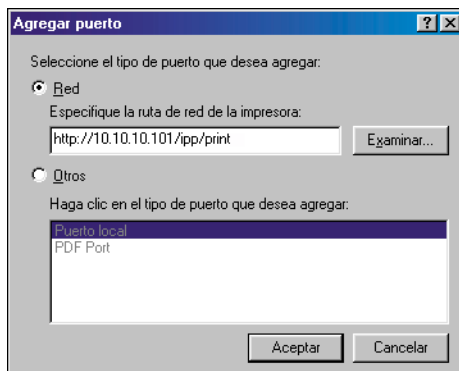 Agregar puerto
Seleccione el tipo de puerto que desea agregar:
Red
Especifique la ruta de red de la impresora:
http://10.10.10.101/ipp/print
Examinar...
Otros
Haga clic en el tipo de puerto que desea agregar:
Puerto local
PDF Port
Aceptar
Cancelar